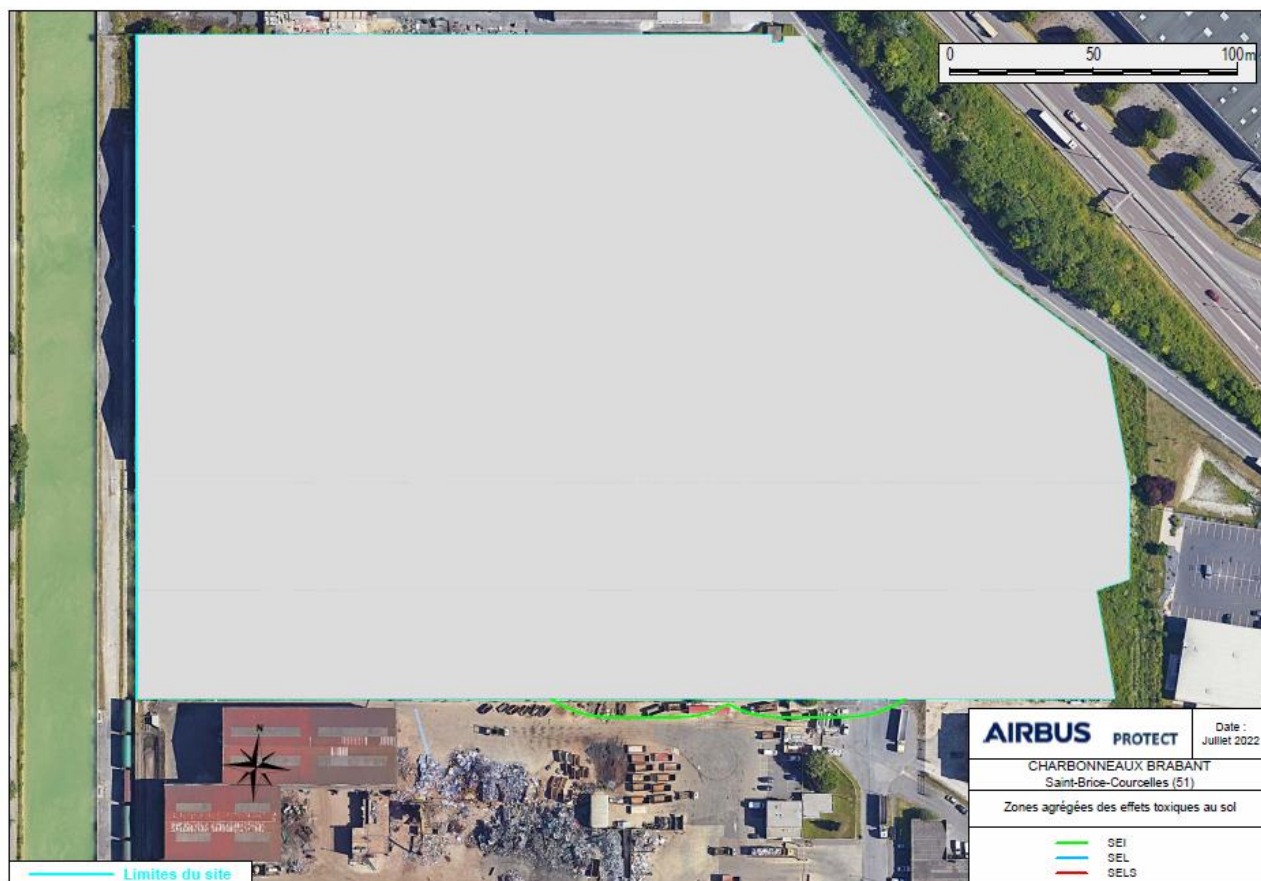 0 50 100m
N
AIRBUS PROTECT
Date :
Juillet 2022
CHARBONNEAUX BRABANT
Saint-Brice-Courcelles (51)
Zones agrégées des effets toxiques au sol
SEI
SEL
SELS
Limites du site